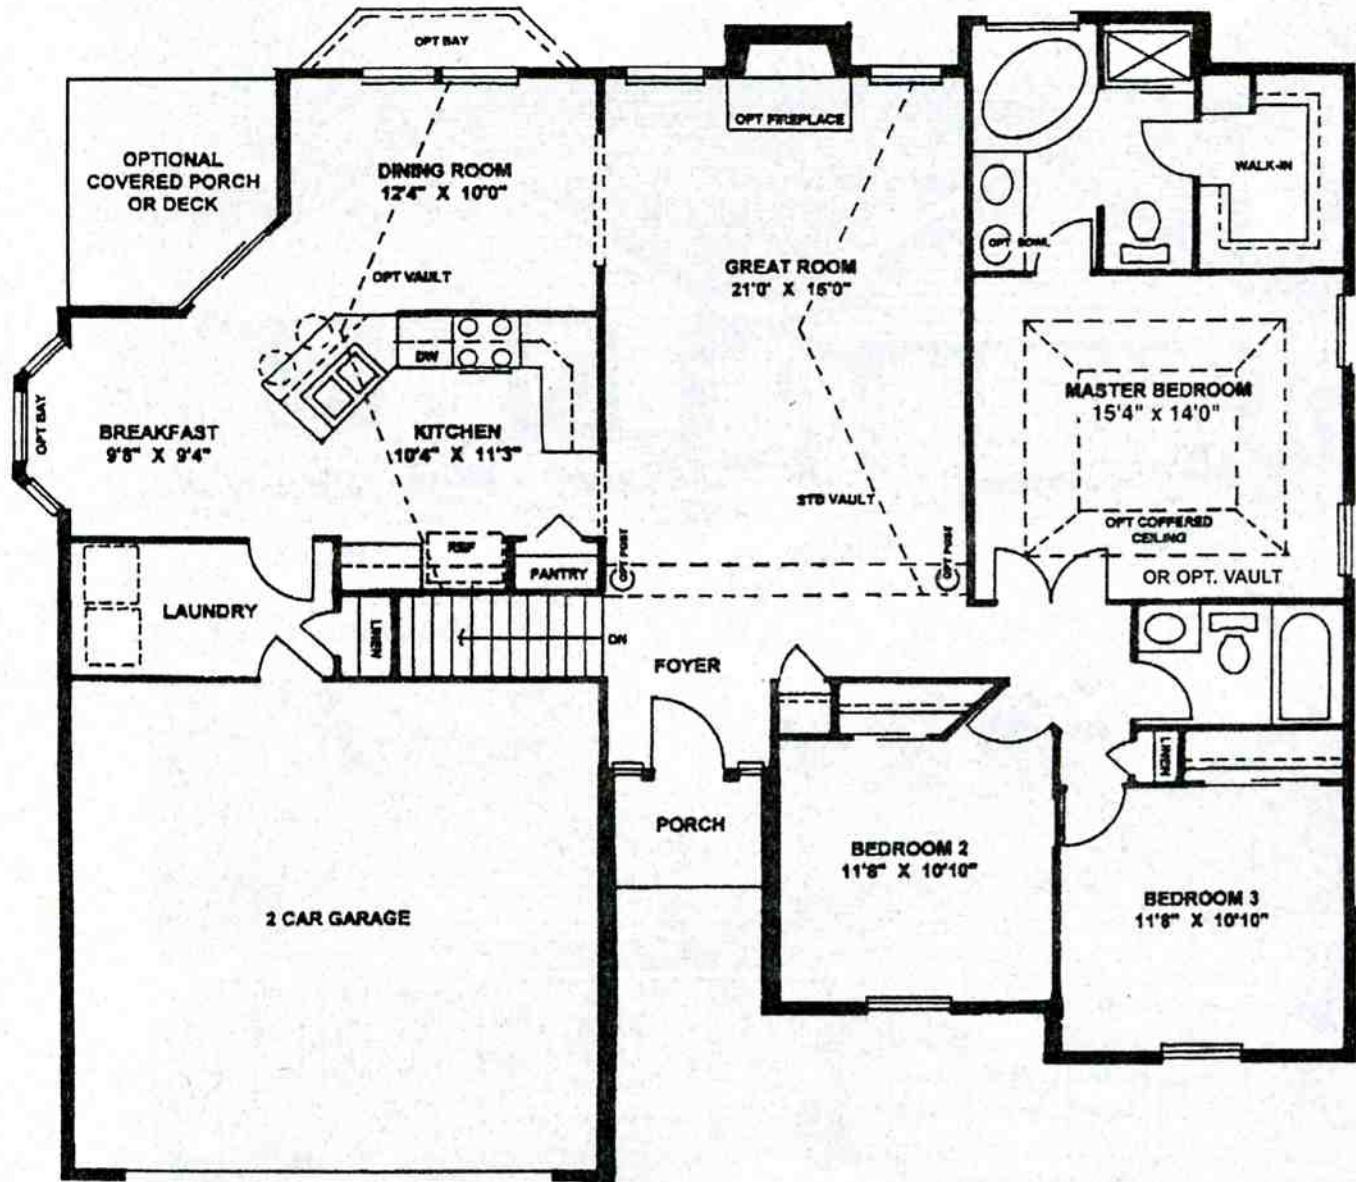 OPT BAY
OPTIONAL
COVERED PORCH
OR DECK
DINING ROOM
12'4" X 10'0"
OPT VAULT
OPT FIREPLACE
GREAT ROOM
21'0" X 15'0"
STD VAULT
OPT POST
OPT POST
WALK-IN
OPT BOWL
MASTER BEDROOM
15'4" x 14'0"
OPT COFFERED
CEILING
OR OPT. VAULT
OPT BAY
BREAKFAST
9'8" X 9'4"
DW
KITCHEN
10'4" X 11'3"
REF
PANTRY
LAUNDRY
LINEN
DN
FOYER
LINEN
PORCH
BEDROOM 2
11'8" X 10'10"
BEDROOM 3
11'8" X 10'10"
2 CAR GARAGE